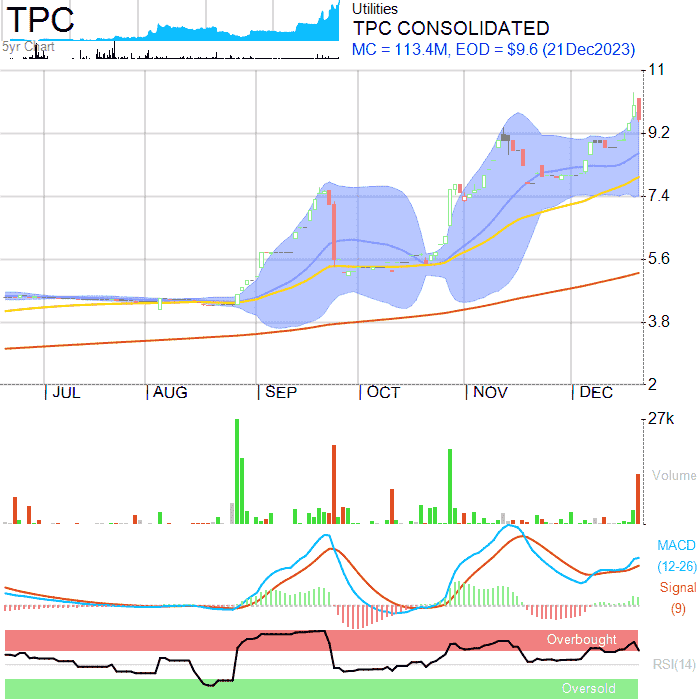 TPC
5yr Chart
Utilities
TPC CONSOLIDATED
MC = 113.4M, EOD = $9.6 (21Dec2023)
11
9.2
7.4
5.6
3.8
2
JUL AUG SEP OCT NOV DEC
27k
Volume
MACD
(12-26)
Signal
(9)
Overbought
RSI(14)
Oversold